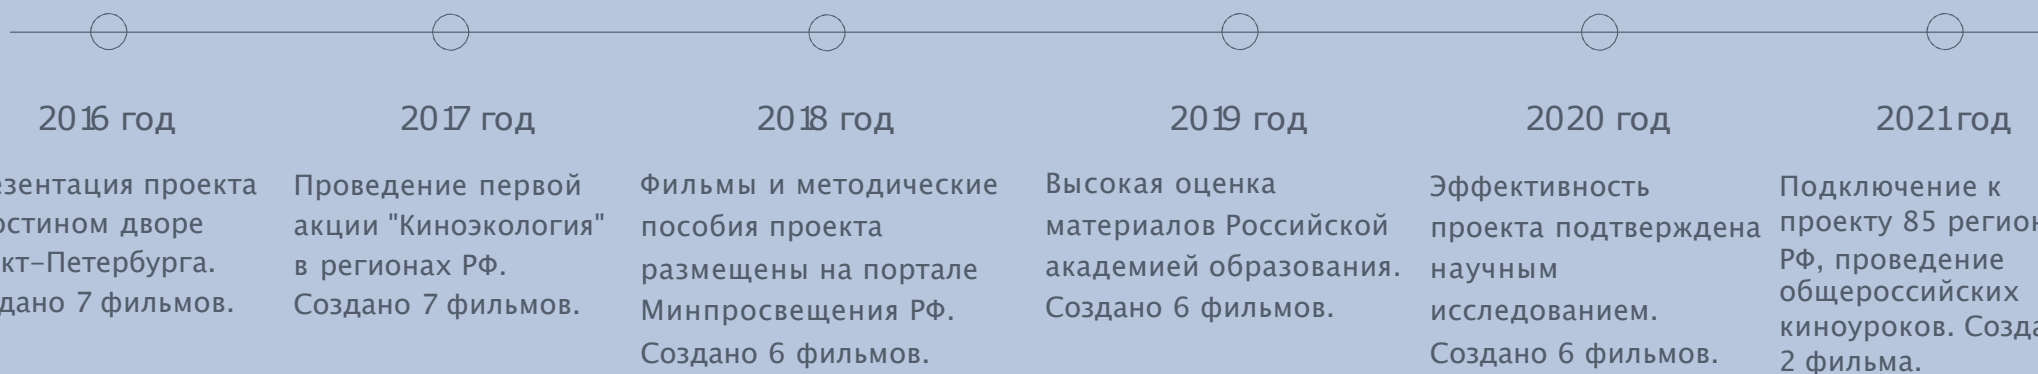 2016 год
езентация проекта
остином дворе
кт-Петербурга.
дано 7 фильмов.
2017 год
Проведение первой
акции "Киноэкология"
в регионах РФ.
Создано 7 фильмов.
2018 год
Фильмы и методические
пособия проекта
размещены на портале
Минпросвещения РФ.
Создано 6 фильмов.
2019 год
Высокая оценка
материалов Российской
академией образования.
Создано 6 фильмов.
2020 год
Эффективность
проекта подтверждена
научным
исследованием.
Создано 6 фильмов.
2021 год
Подключение к
проекту 85 регион
РФ, проведение
общероссийских
киноуроков. Созда
2 фильма.